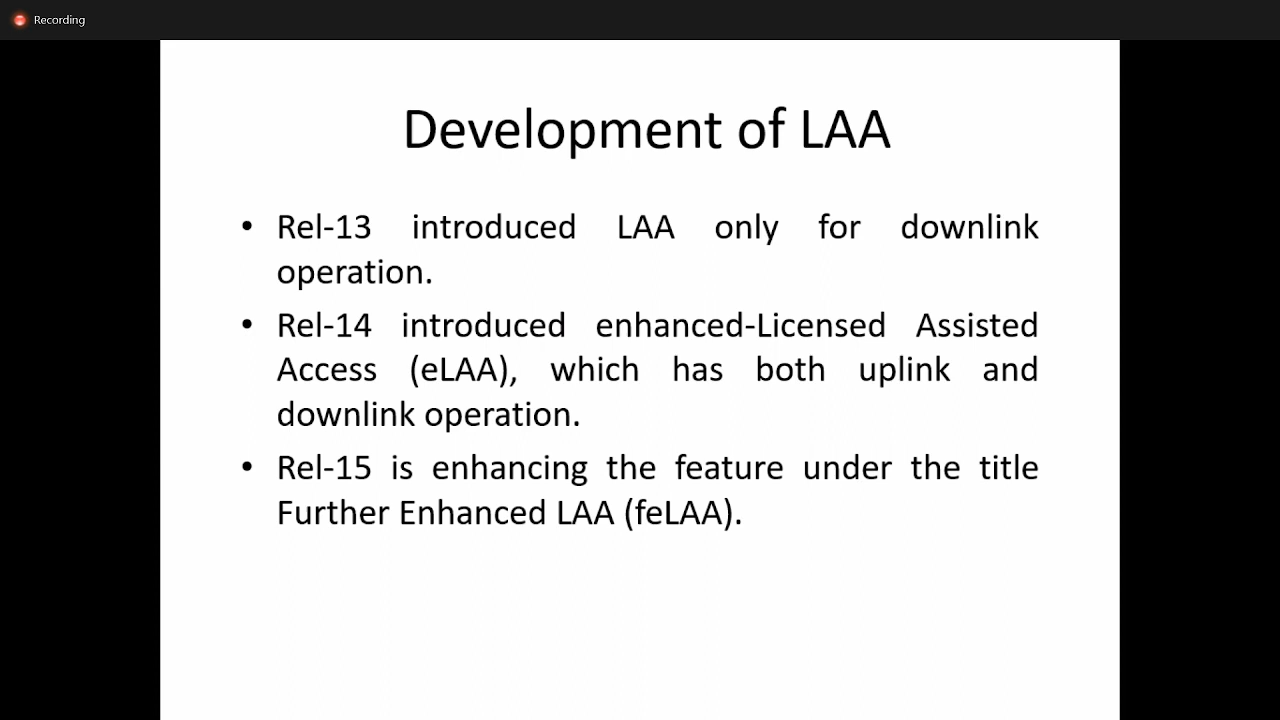 Recording
Development of LAA
• Rel-13 introduced LAA only for downlink
operation.
• Rel-14 introduced enhanced-Licensed Assisted
Access (eLAA), which has both uplink and
downlink operation.
• Rel-15 is enhancing the feature under the title
Further Enhanced LAA (feLAA).